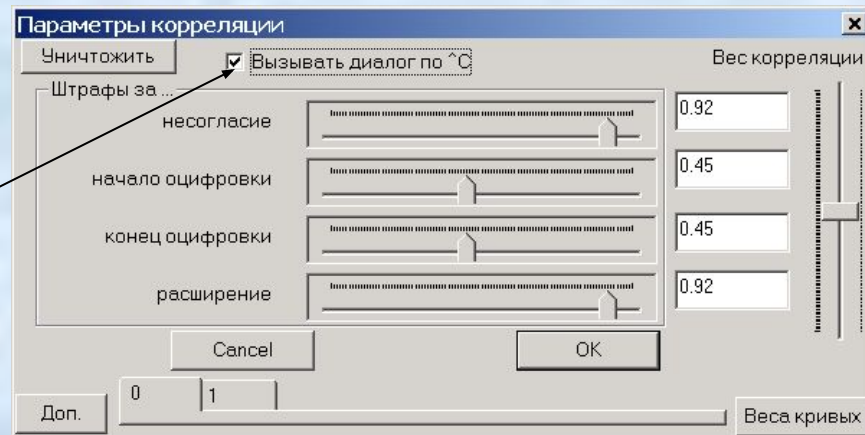 Параметры корреляции
Уничтожить
Вызывать диалог по ^C
Вес корреляции
Штрафы за ...
несогласие
0.92
начало оцифровки
0.45
конец оцифровки
0.45
расширение
0.92
Cancel
OK
Доп.
0
1
Веса кривых